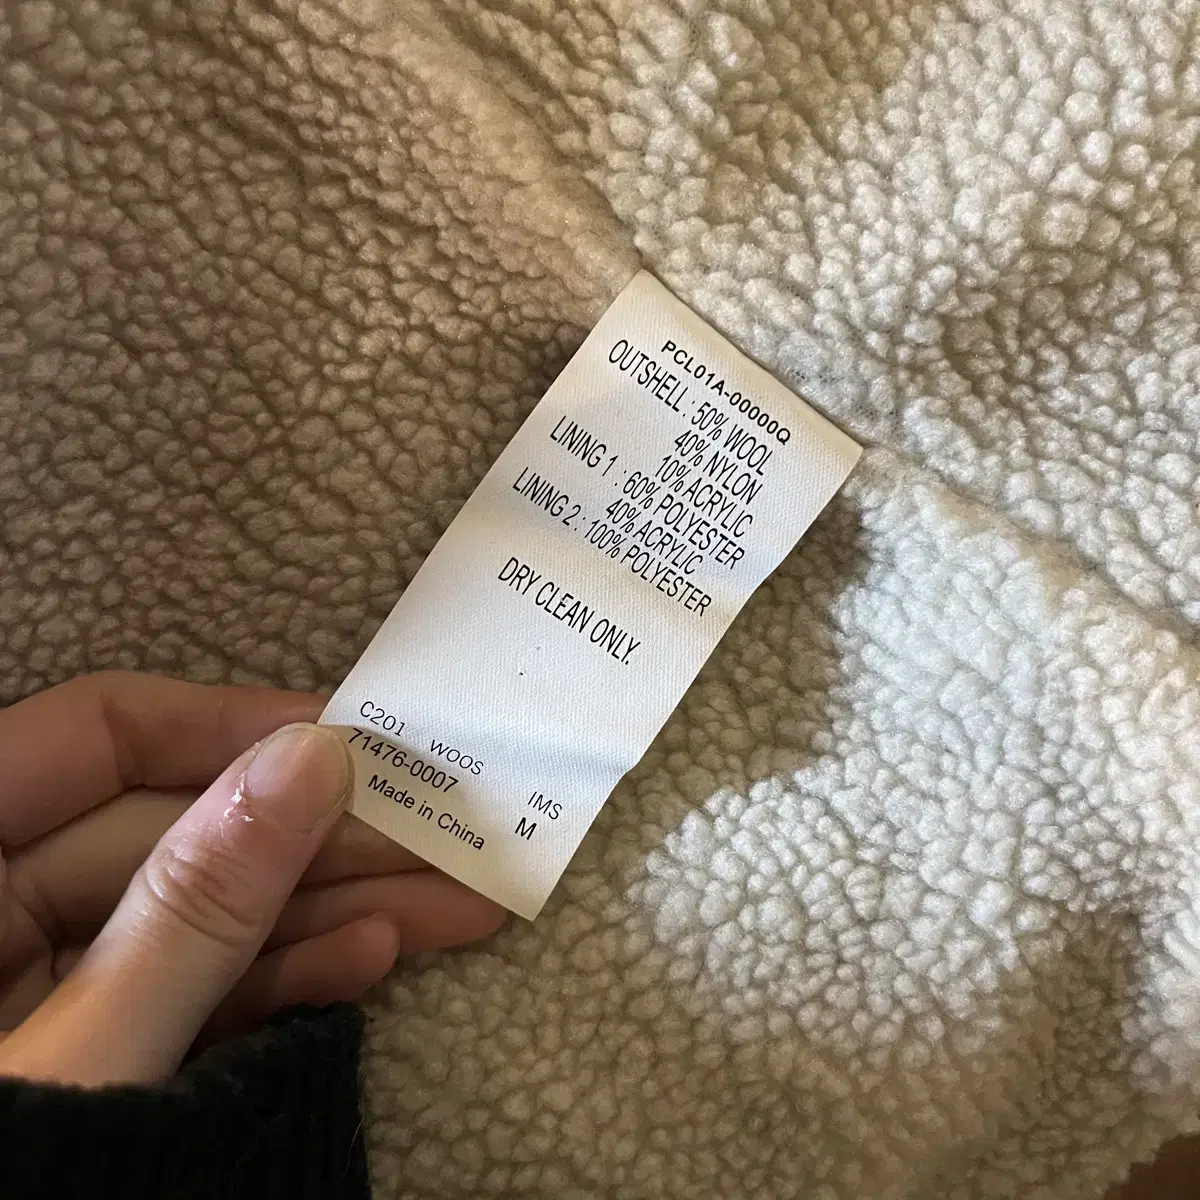 PCL01A-00000Q
OUTSHELL : 50% WOOL
40% NYLON
10% ACRYLIC
LINING 1 : 60% POLYESTER
40% ACRYLIC
LINING 2 : 100% POLYESTER
DRY CLEAN ONLY.
C201 WOOS IMS
71476-0007 M
Made in China